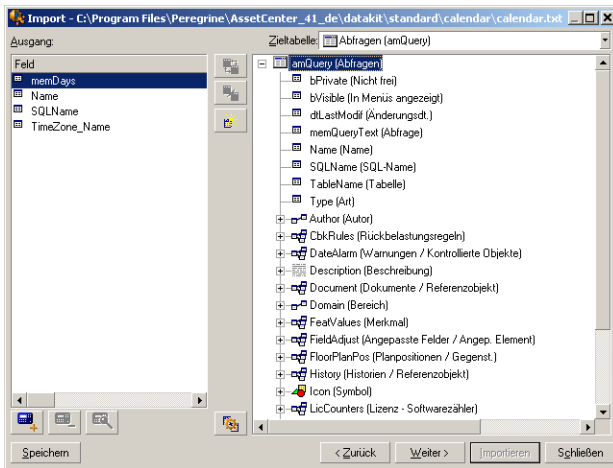 Import - C:\Program Files\Peregrine\AssetCenter_41_de\datakit\standard\calendar\calendar.txt
Ausgang:
Feld
memDays
Name
SQLName
TimeZone_Name
Zieltabelle: Abfragen (amQuery)
amQuery (Abfragen)
bPrivate (Nicht frei)
bVisible (In Menüs angezeigt)
dtLastModif (Änderungsdt.)
memQueryText (Abfrage)
Name (Name)
SQLName (SQL-Name)
TableName (Tabelle)
Type (Art)
Author (Autor)
CbkRules (Rückbelastungsregeln)
DateAlarm (Warnungen / Kontrollierte Objekte)
Description (Beschreibung)
Document (Dokumente / Referenzobjekt)
Domain (Bereich)
FeatValues (Merkmal)
FieldAdjust (Angepasste Felder / Angep. Element)
FloorPlanPos (Planpositionen / Gegenst.)
History (Historien / Referenzobjekt)
Icon (Symbol)
LicCounters (Lizenz - Softwarezähler)
Speichern
< Zurück
Weiter >
Importieren
Schließen